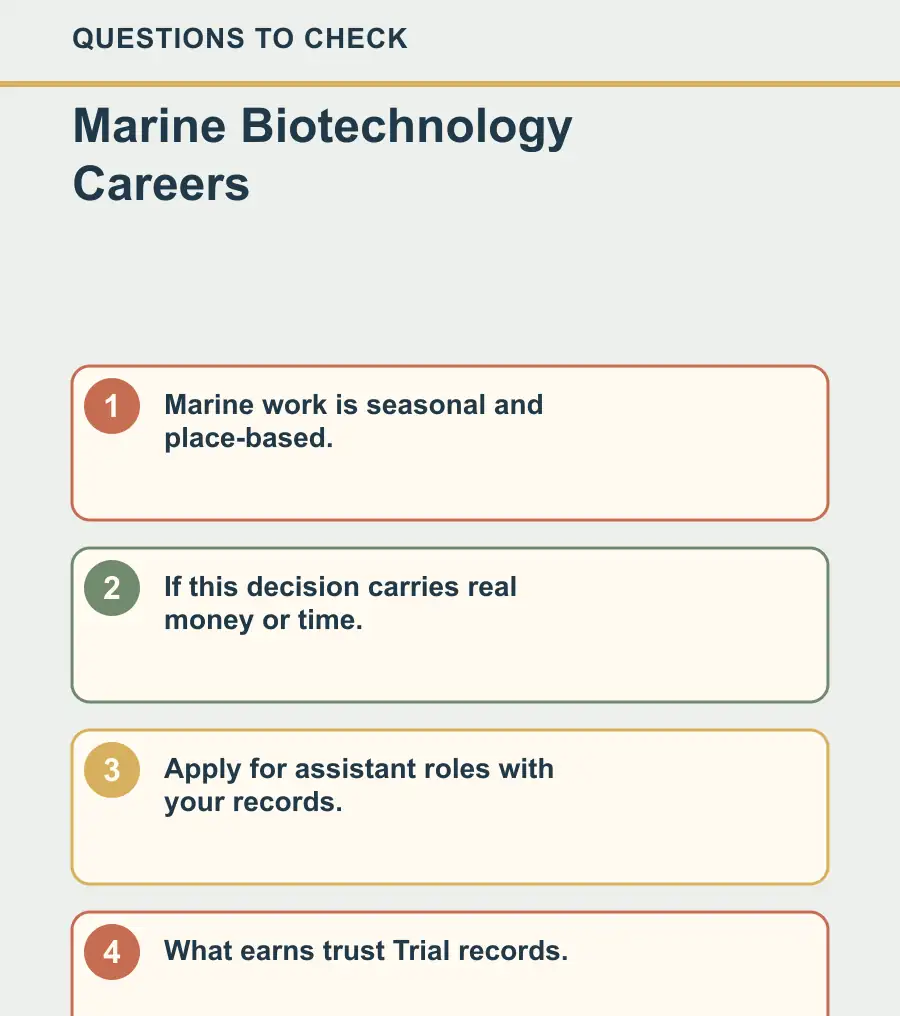 QUESTIONS TO CHECK
Marine Biotechnology
Careers
1
Marine work is seasonal and
place-based.
2
If this decision carries real
money or time.
3
Apply for assistant roles with
your records.
4
What earns trust Trial records.